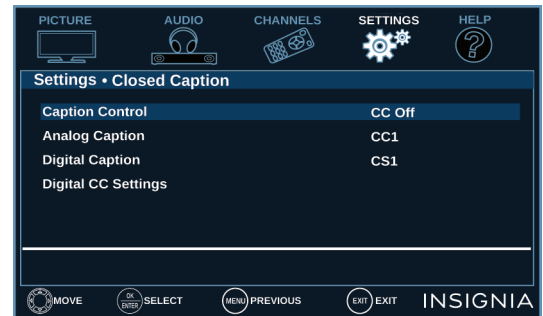 PICTURE AUDIO CHANNELS SETTINGS HELP
?
Settings • Closed Caption
Caption Control CC Off
Analog Caption CC1
Digital Caption CS1
Digital CC Settings
MOVE OK ENTER SELECT MENU PREVIOUS EXIT EXIT INSIGNIA